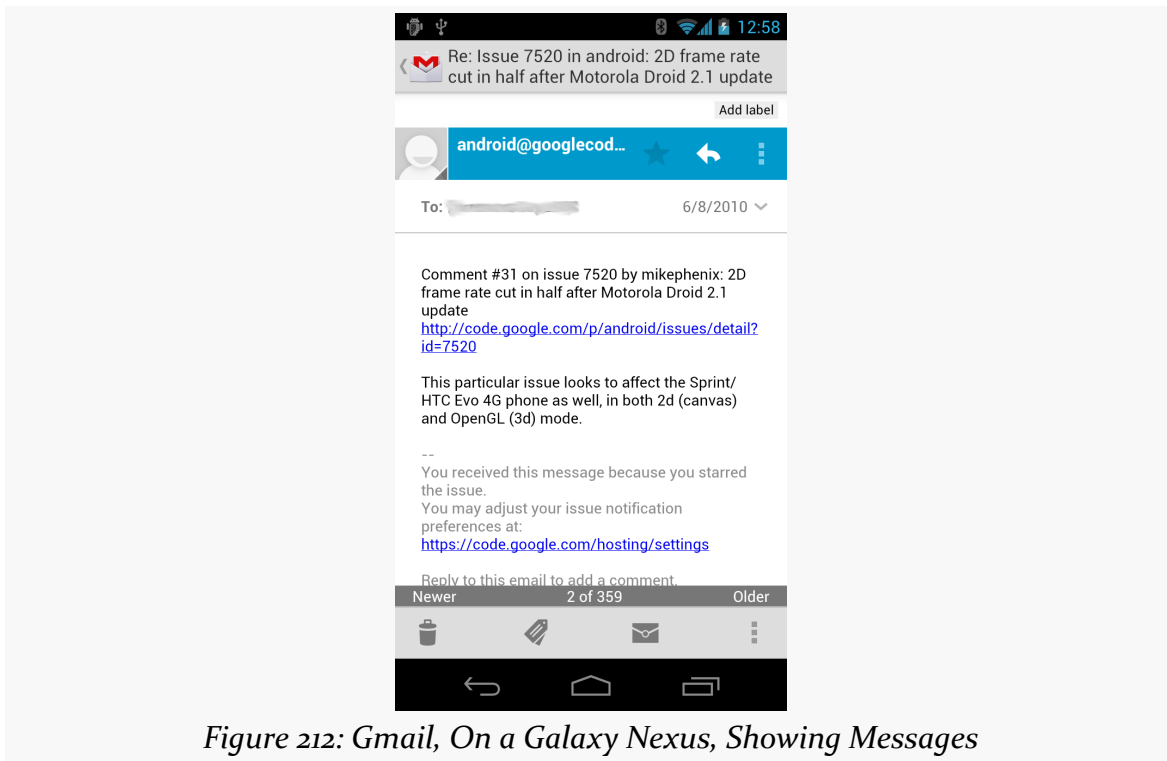 12:58
Re: Issue 7520 in android: 2D frame rate
cut in half after Motorola Droid 2.1 update
Add label
android@googlecod...
To: 6/8/2010
Comment #31 on issue 7520 by mikephenix: 2D
frame rate cut in half after Motorola Droid 2.1
update
http://code.google.com/p/android/issues/detail?
id=7520
This particular issue looks to affect the Sprint/
HTC Evo 4G phone as well, in both 2d (canvas)
and OpenGL (3d) mode.
--
You received this message because you starred
the issue.
You may adjust your issue notification
preferences at:
https://code.google.com/hosting/settings
Reply to this email to add a comment.
Newer 2 of 359 Older
Figure 212: Gmail, On a Galaxy Nexus, Showing Messages